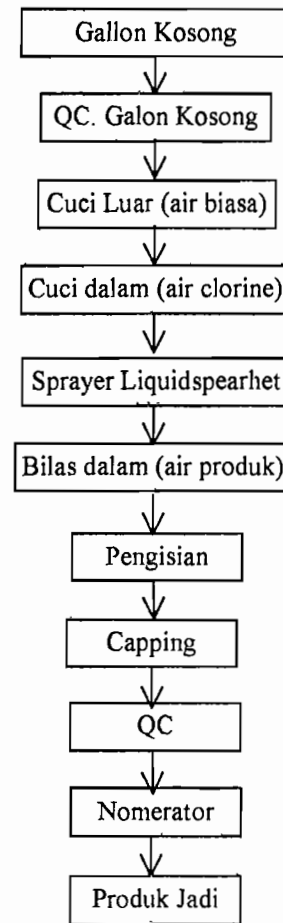 Gallon Kosong
QC. Galon Kosong
Cuci Luar (air biasa)
Cuci dalam (air clorine)
Sprayer Liquidspearhet
Bilas dalam (air produk)
Pengisian
Capping
QC
Nomerator
Produk Jadi